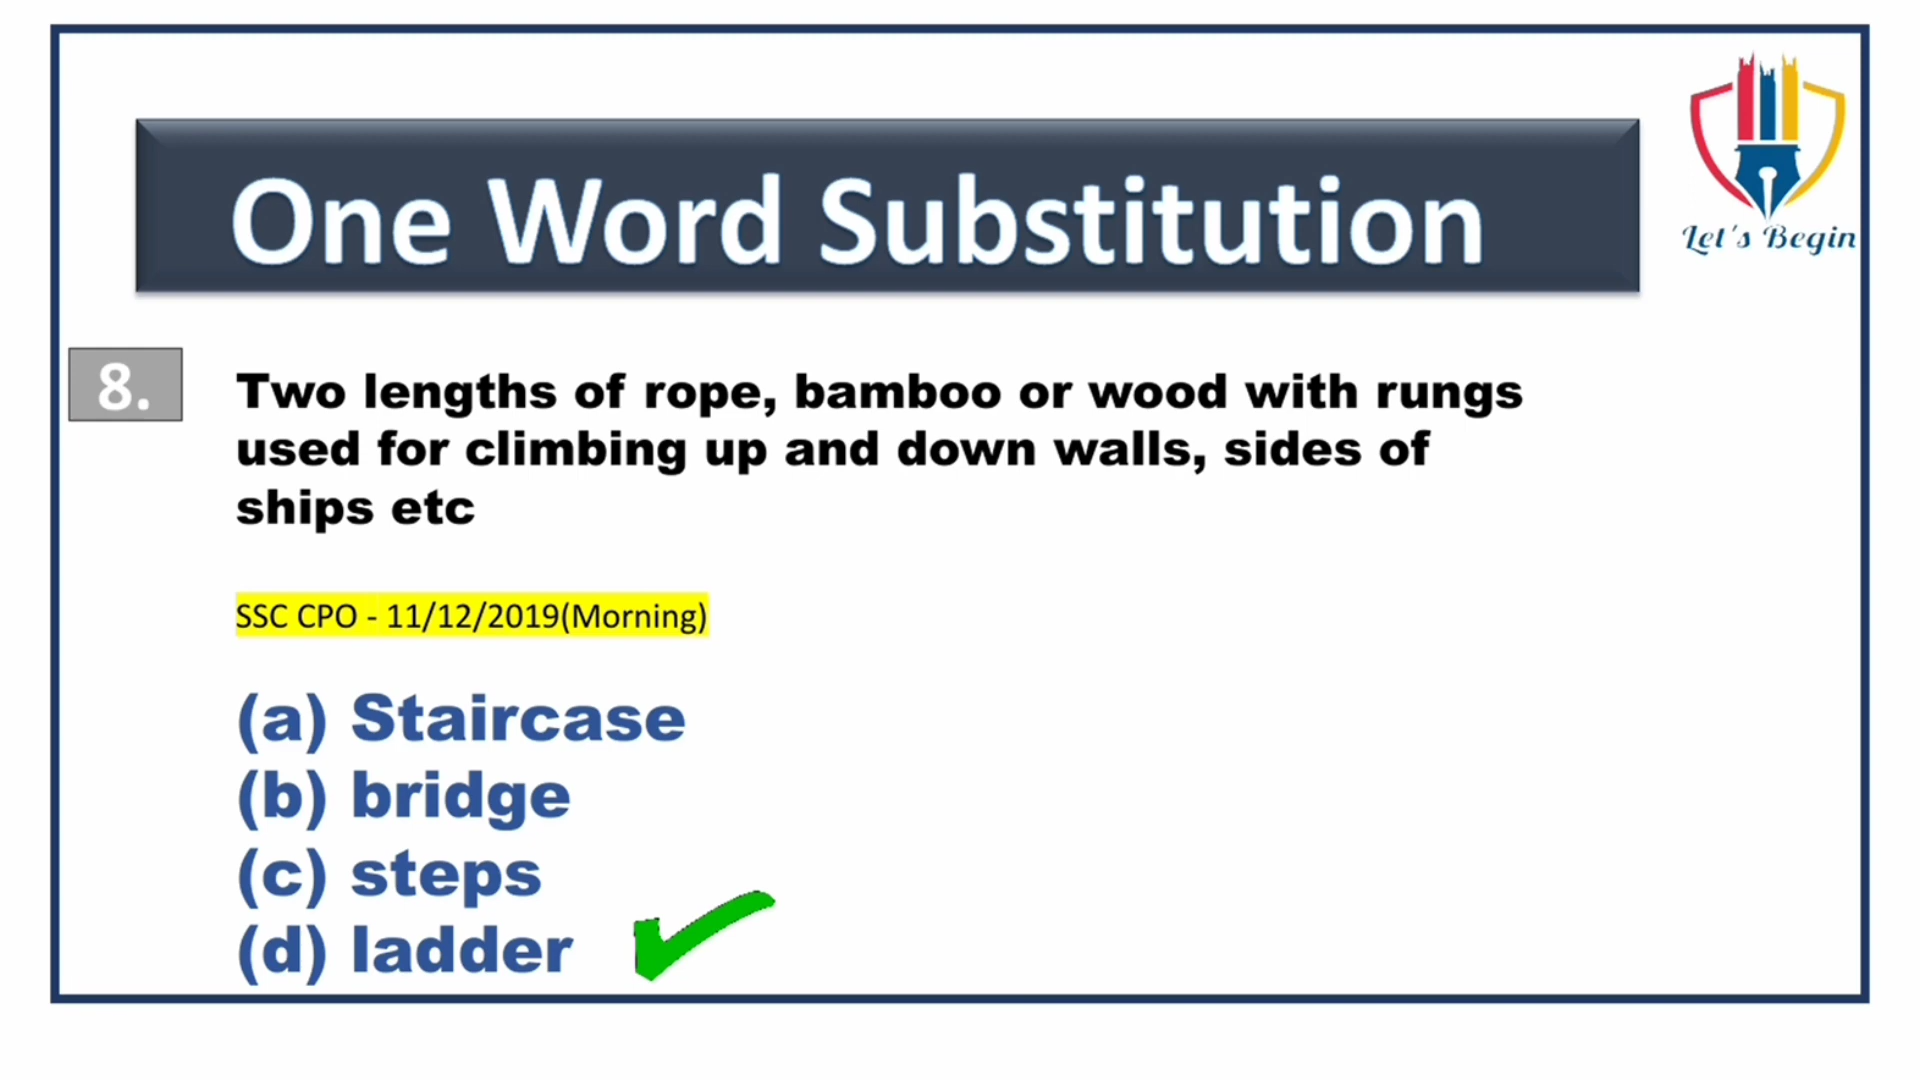 One Word Substitution
Let's Begin
8.
Two lengths of rope, bamboo or wood with rungs
used for climbing up and down walls, sides of
ships etc
SSC CPO - 11/12/2019(Morning)
(a) Staircase
(b) bridge
(c) steps
(d) ladder